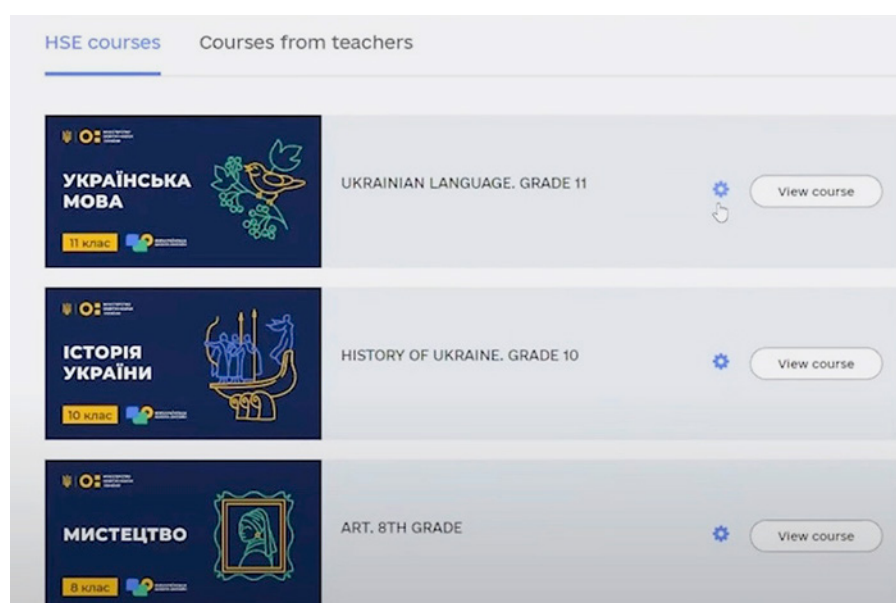 HSE courses
Courses from teachers
УКРАЇНСЬКА
МОВА
11 клас
UKRAINIAN LANGUAGE. GRADE 11
View course
ІСТОРІЯ
УКРАЇНИ
10 клас
HISTORY OF UKRAINE. GRADE 10
View course
МИСТЕЦТВО
8 клас
ART. 8TH GRADE
View course